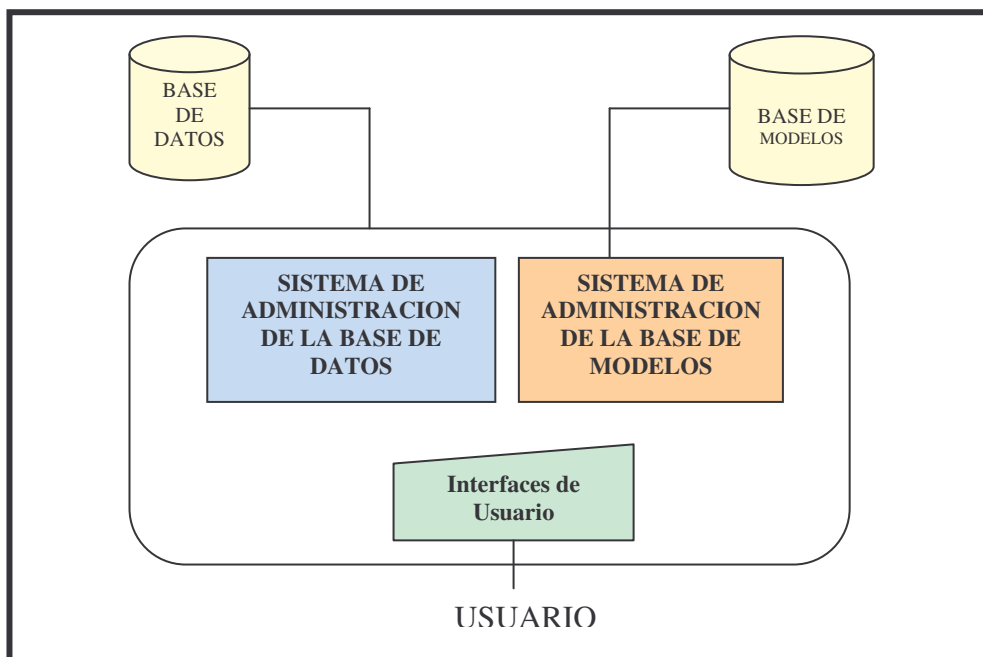 BASE
DE
DATOS
BASE DE
MODELOS
SISTEMA DE
ADMINISTRACION
DE LA BASE DE
DATOS
SISTEMA DE
ADMINISTRACION
DE LA BASE DE
MODELOS
Interfaces de
Usuario
USUARIO